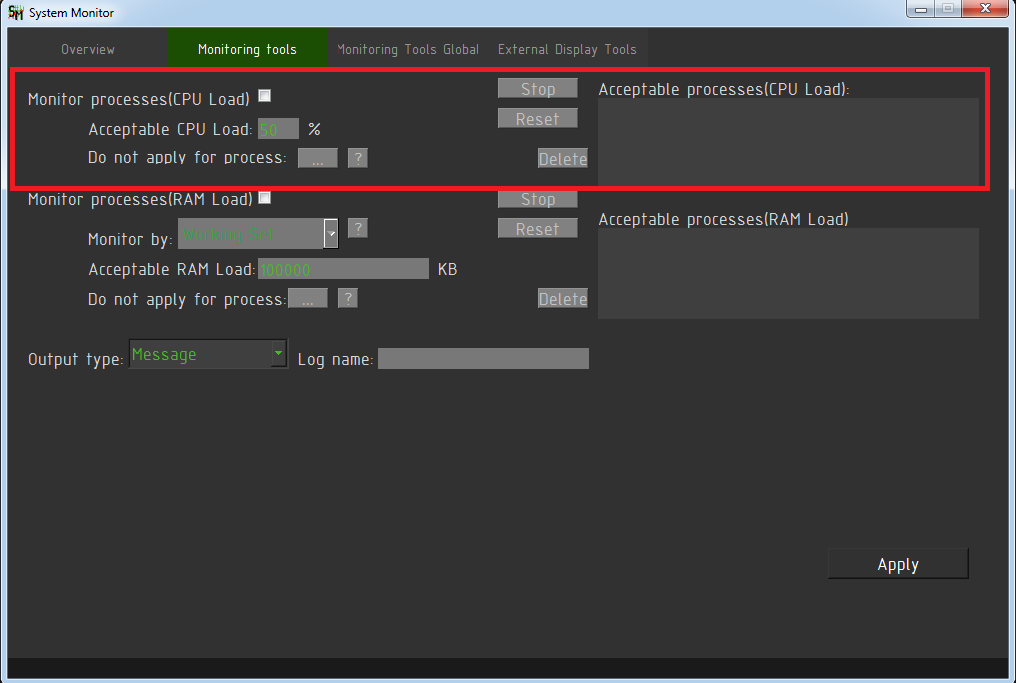 SM System Monitor
Overview Monitoring tools Monitoring Tools Global External Display Tools
Monitor processes(CPU Load) Stop Acceptable processes(CPU Load):
Acceptable CPU Load: 50 % Reset
Do not apply for process: ... ? Delete
Monitor processes(RAM Load) Stop
Monitor by: Working Set ? Reset Acceptable processes(RAM Load)
Acceptable RAM Load: 100000 KB
Do not apply for process: ... ? Delete
Output type: Message Log name:
Apply